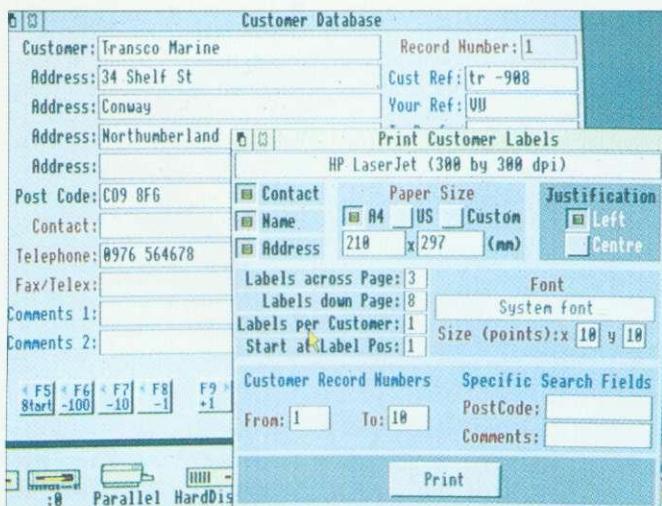 Customer Database
Customer: Transco Marine
Record Number: 1
Address: 34 Shelf St
Cust Ref: tr -908
Address: Conway
Your Ref: VV
Address: Northumberland
Address:
Post Code: CO9 8FG
Contact:
Telephone: 0976 564678
Fax/Telex:
Comments 1:
Comments 2:
F5 F6 F7 F8 F9
Start -100 -10 -1 +1
:0 Parallel HardDis
Print Customer Labels
HP LaserJet (300 by 300 dpi)
Contact
Name
Address
Paper Size
A4 US Custom
210 x 297 (mm)
Justification
Left
Centre
Labels across Page: 3
Labels down Page: 8
Labels per Customer: 1
Start at Label Pos: 1
Font
System font
Size (points): x 10 y 10
Customer Record Numbers
From: 1 To: 10
Specific Search Fields
PostCode:
Comments:
Print